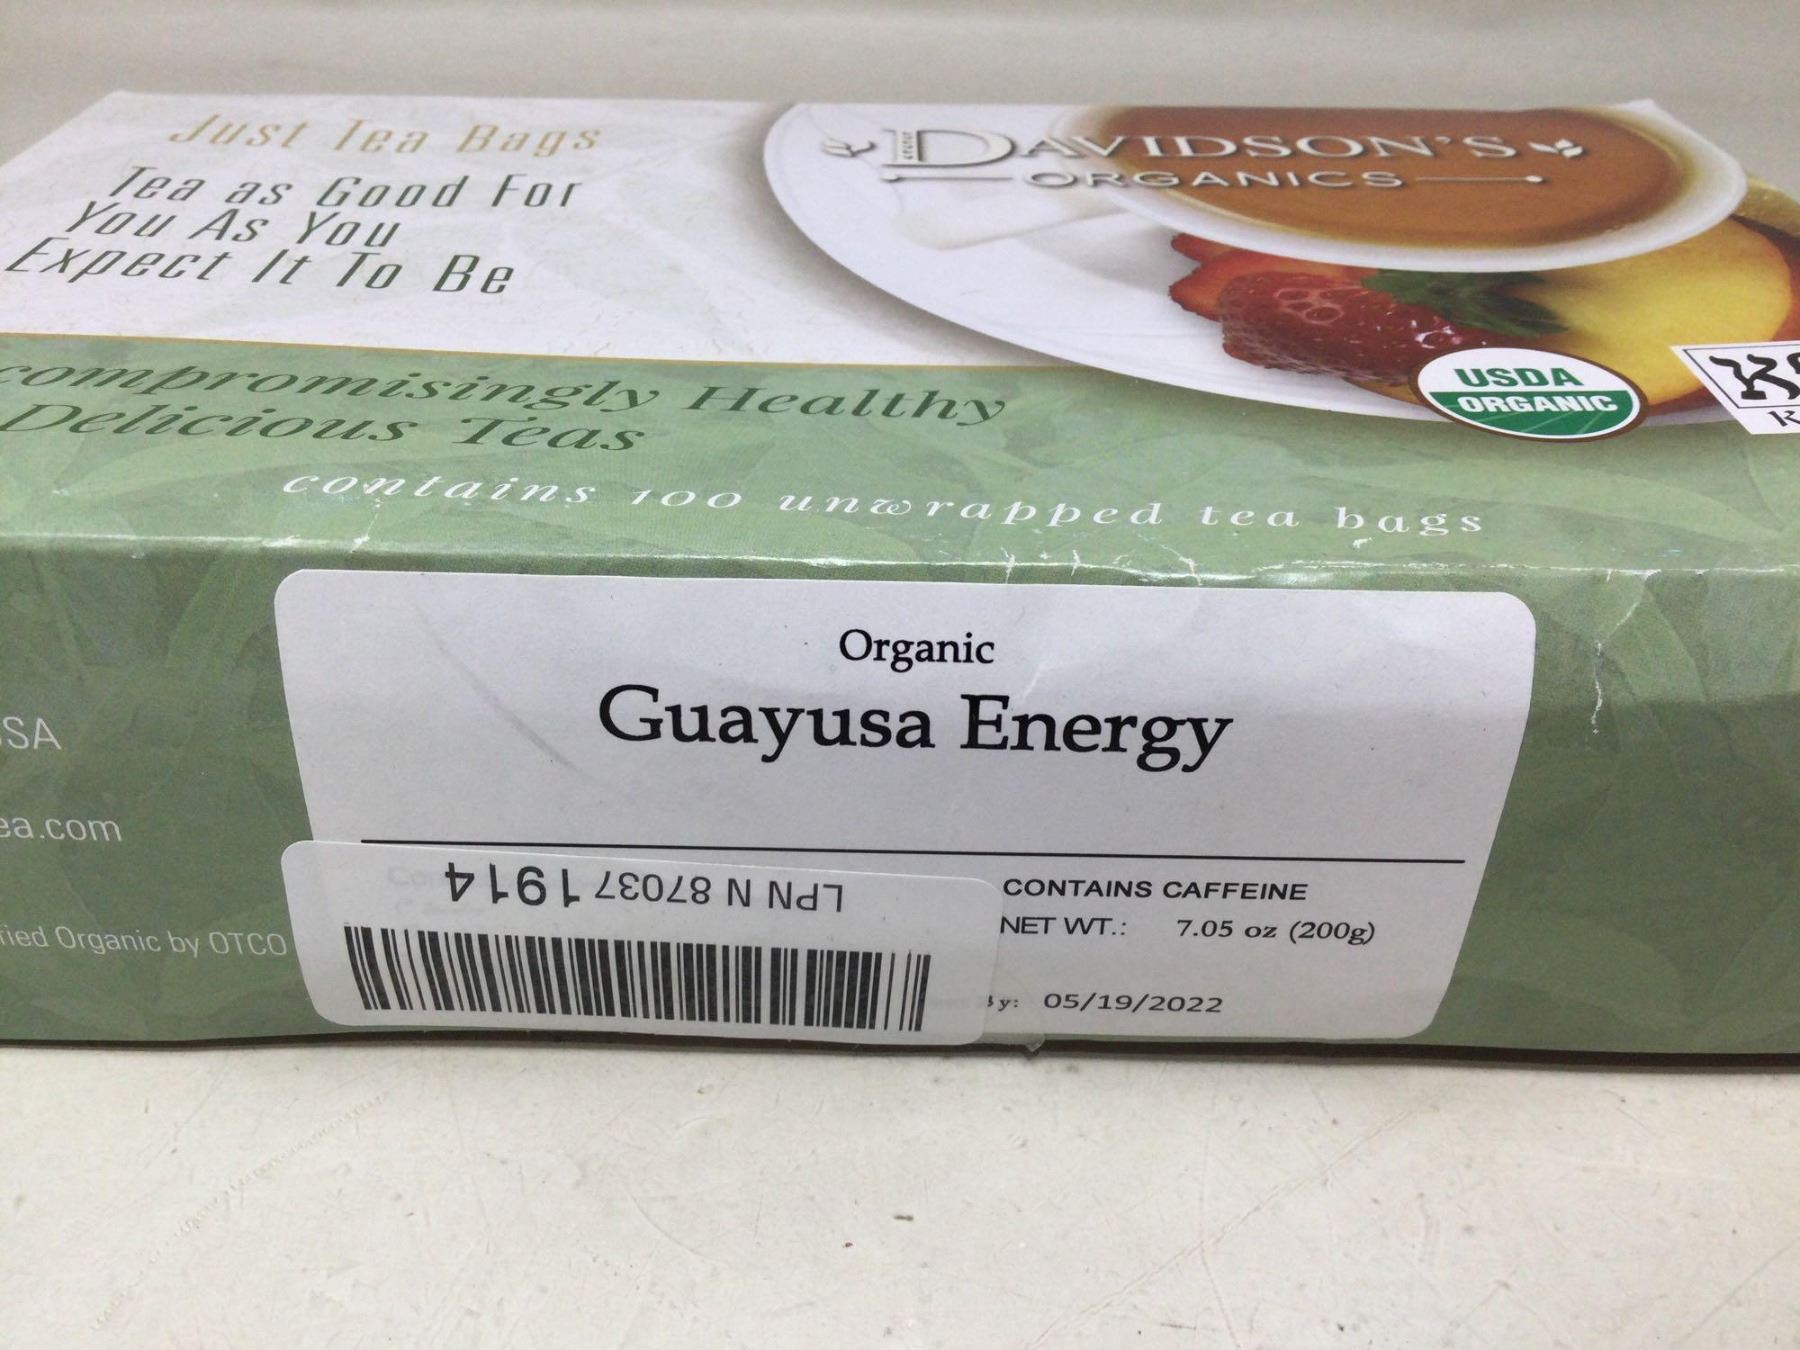 Just Tea Bags
Tea as Good For
You As You
Expect It To Be
DAVIDSON'S
ORGANICS
compromisingly Healthy
Delicious Teas
USDA
ORGANIC
contains 100 unwrapped tea bags
SA
ea.com
fied Organic by OTCO
Organic
Guayusa Energy
LPN N 87037 1914
CONTAINS CAFFEINE
NET WT.: 7.05 oz (200g)
By: 05/19/2022